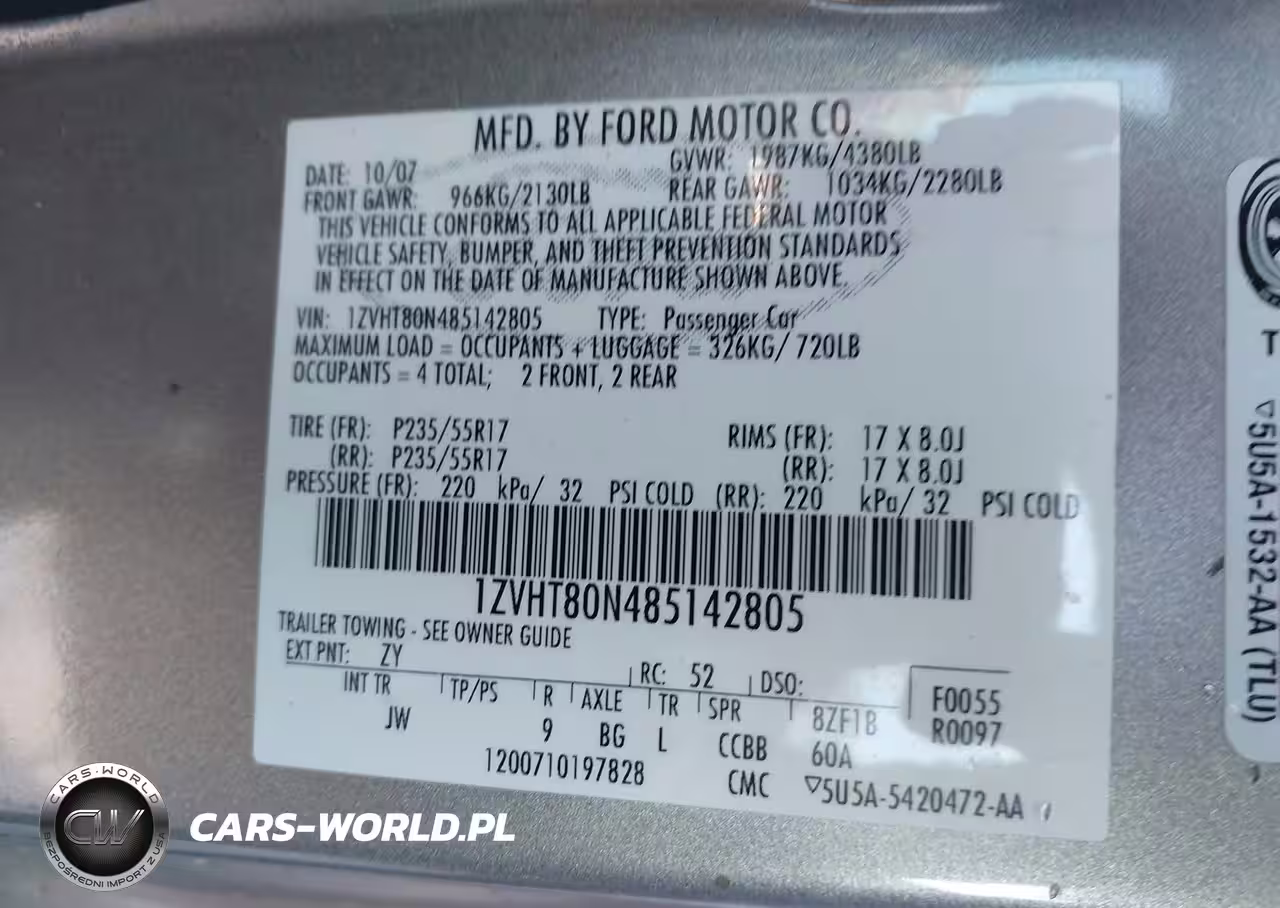 MFD. BY FORD MOTOR CO.
DATE: 10/07 GVWR: 1987KG/4380LB
FRONT GAWR: 966KG/2130LB REAR GAWR: 1034KG/2280LB
THIS VEHICLE CONFORMS TO ALL APPLICABLE FEDERAL MOTOR
VEHICLE SAFETY, BUMPER, AND THEFT PREVENTION STANDARDS
IN EFFECT ON THE DATE OF MANUFACTURE SHOWN ABOVE.
VIN: 1ZVHT80N485142805 TYPE: Passenger Car
MAXIMUM LOAD = OCCUPANTS + LUGGAGE = 326KG/ 720LB
OCCUPANTS = 4 TOTAL; 2 FRONT, 2 REAR
TIRE (FR): P235/55R17 RIMS (FR): 17 X 8.0J
(RR): P235/55R17 (RR): 17 X 8.0J
PRESSURE (FR): 220 kPa/ 32 PSI COLD (RR): 220 kPa/ 32 PSI COLD
1ZVHT80N485142805
TRAILER TOWING - SEE OWNER GUIDE
EXT PNT: ZY RC: 52 DSO: F0055
INT TR TP/PS R AXLE TR SPR 8ZF1B R0097
JW 9 BG L CCBB 60A
1200710197828 CMC ▽5U5A-5420472-AA
T
▽5U5A-1532-AA (TLU)
CARS-WORLD
CW
BEZPOŚREDNI IMPORT Z USA
CARS-WORLD.PL